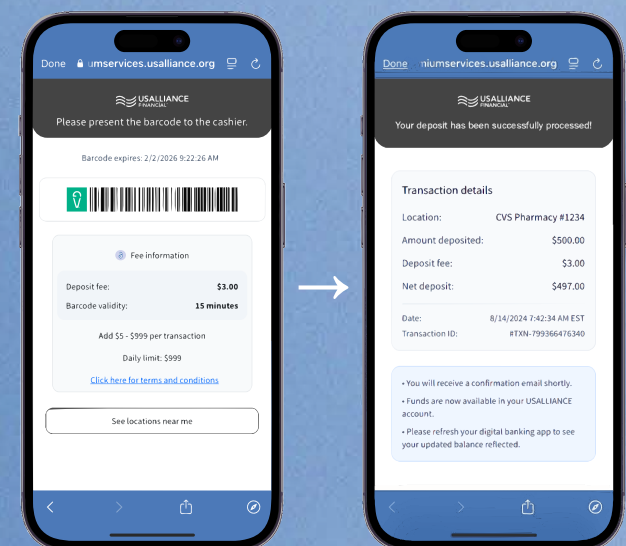 Done
umservices.usalliance.org
USALLIANCE
FINANCIAL
Please present the barcode to the cashier.
Barcode expires: 2/2/2026 9:22:26 AM
Fee information
Deposit fee: $3.00
Barcode validity: 15 minutes
Add $5 - $999 per transaction
Daily limit: $999
Click here for terms and conditions
See locations near me
Done
niumservices.usalliance.org
USALLIANCE
FINANCIAL
Your deposit has been successfully processed!
Transaction details
Location: CVS Pharmacy #1234
Amount deposited: $500.00
Deposit fee: $3.00
Net deposit: $497.00
Date: 8/14/2024 7:42:34 AM EST
Transaction ID: #TXN-799366476340
• You will receive a confirmation email shortly.
• Funds are now available in your USALLIANCE
account.
• Please refresh your digital banking app to see
your updated balance reflected.